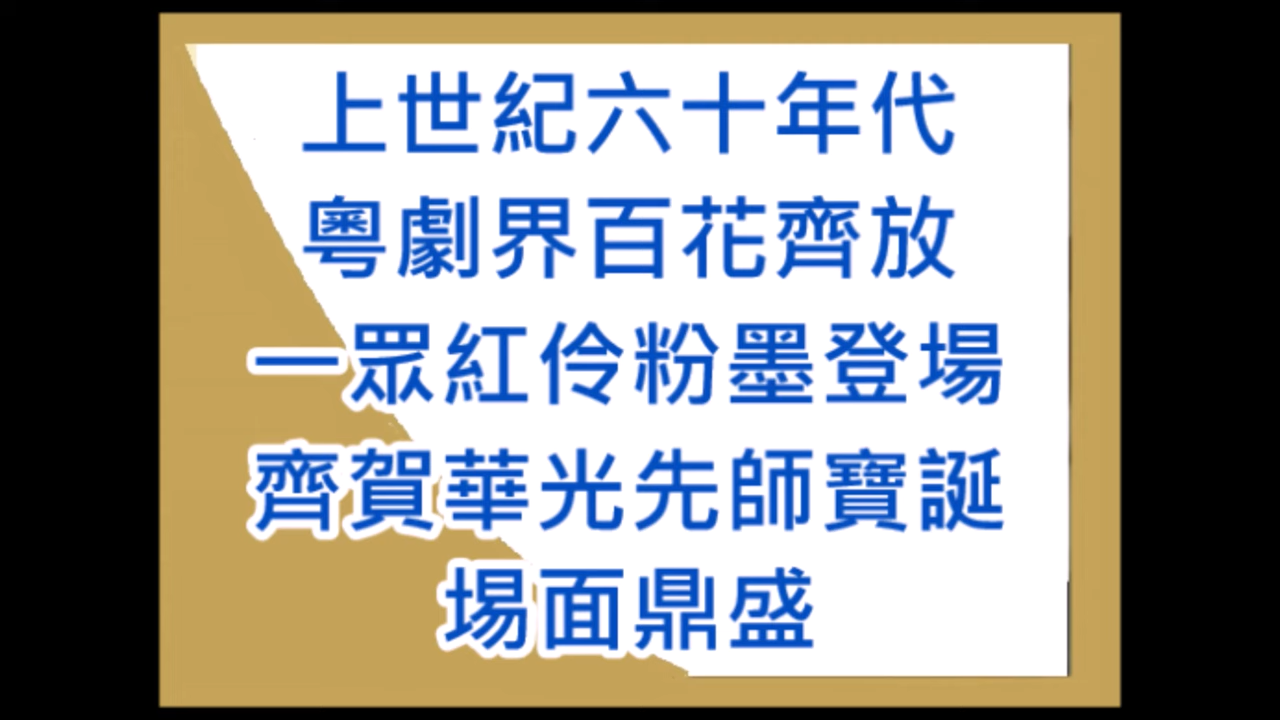 上世紀六十年代
粵劇界百花齊放
一眾紅伶粉墨登場
齊賀華光先師寶誕
埸面鼎盛